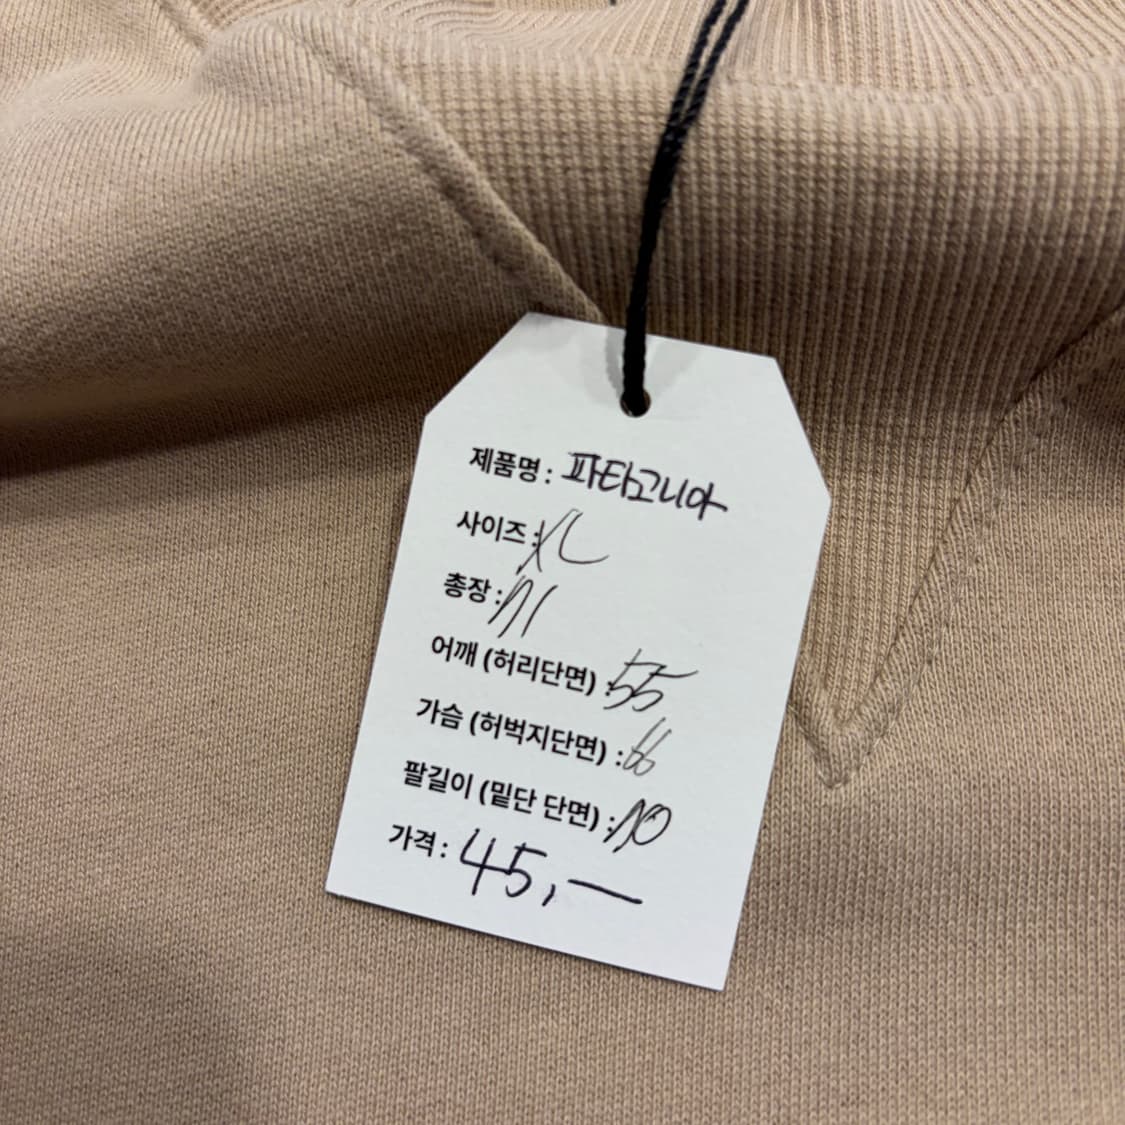 제품명 : 파타고니아
사이즈 : XL
총장 : 71
어깨 (허리단면) : 55
가슴 (허벅지단면) : 66
팔길이 (밑단 단면) : 70
가격 : 45,—